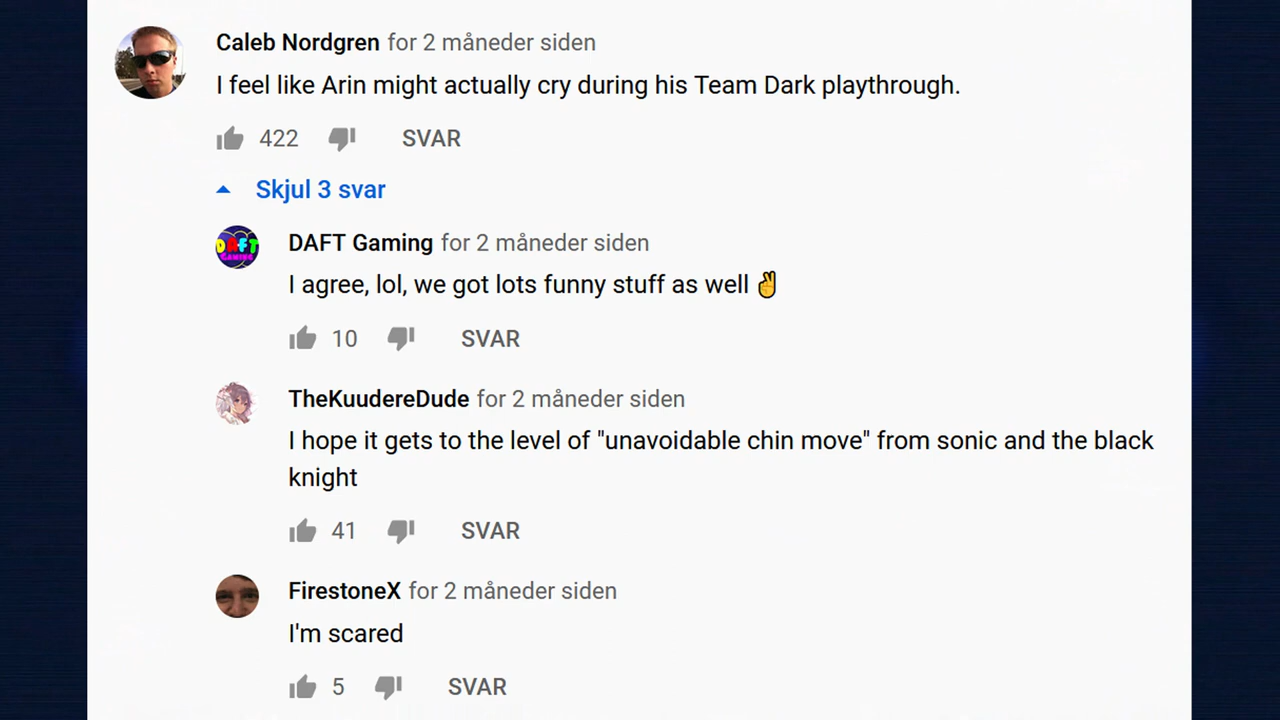 Caleb Nordgren for 2 måneder siden
I feel like Arin might actually cry during his Team Dark playthrough.
422 SVAR
Skjul 3 svar
DAFT GAMING
DAFT Gaming for 2 måneder siden
I agree, lol, we got lots funny stuff as well ✌
10 SVAR
TheKuudereDude for 2 måneder siden
I hope it gets to the level of "unavoidable chin move" from sonic and the black
knight
41 SVAR
FirestoneX for 2 måneder siden
I'm scared
5 SVAR